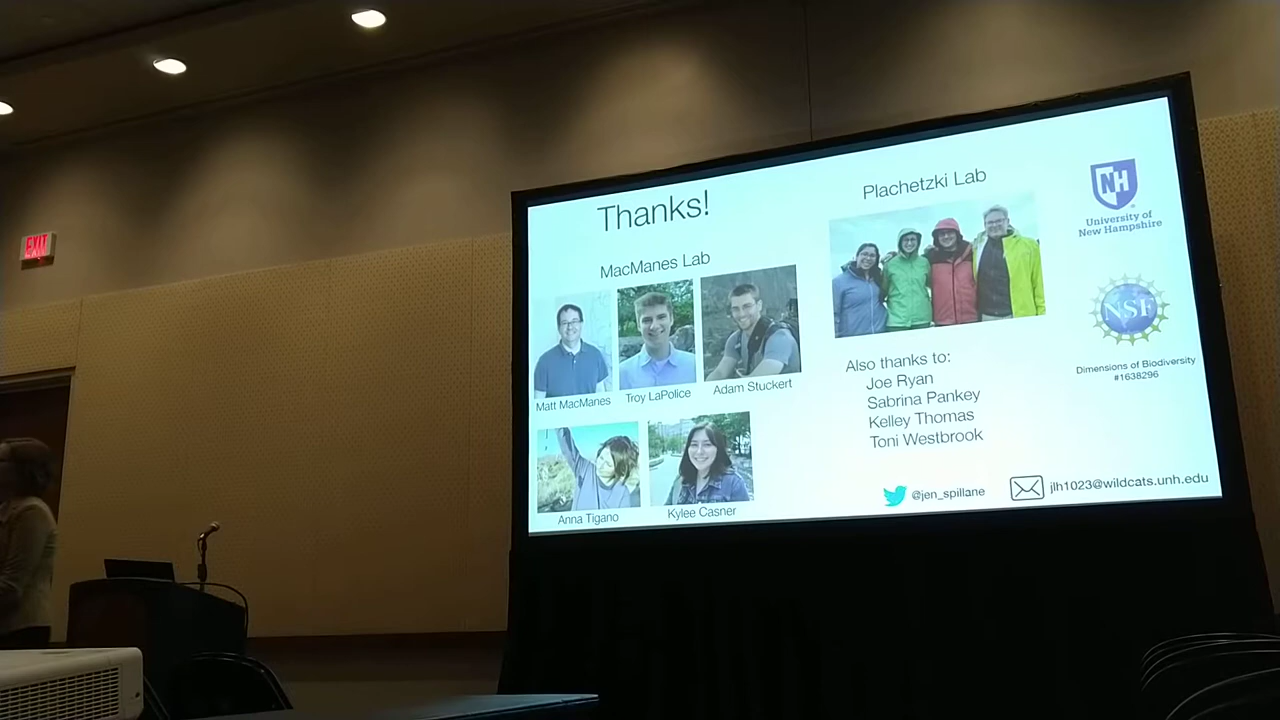 EXIT
Thanks!
MacManes Lab
Matt MacManes
Troy LaPolice
Adam Stuckert
Anna Tigano
Kylee Casner
Plachetzki Lab
Also thanks to:
Joe Ryan
Sabrina Pankey
Kelley Thomas
Toni Westbrook
@jen_spillane
jlh1023@wildcats.unh.edu
NH
University of
New Hampshire
NSF
Dimensions of Biodiversity
#1638296